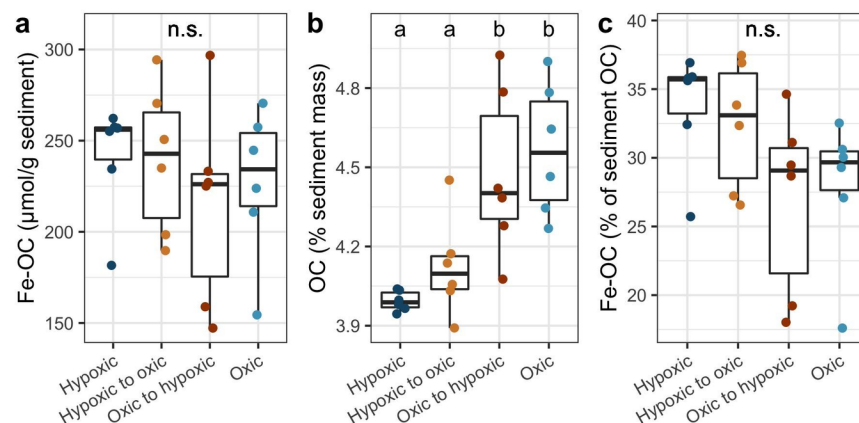 a
n.s.
Fe-OC (µmol/g sediment)
300
250
200
150
Hypoxic
Hypoxic to oxic
Oxic to hypoxic
Oxic
b
a a b b
OC (% sediment mass)
4.8
4.5
4.2
3.9
Hypoxic
Hypoxic to oxic
Oxic to hypoxic
Oxic
c
n.s.
Fe-OC (% of sediment OC)
40
35
30
25
20
Hypoxic
Hypoxic to oxic
Oxic to hypoxic
Oxic